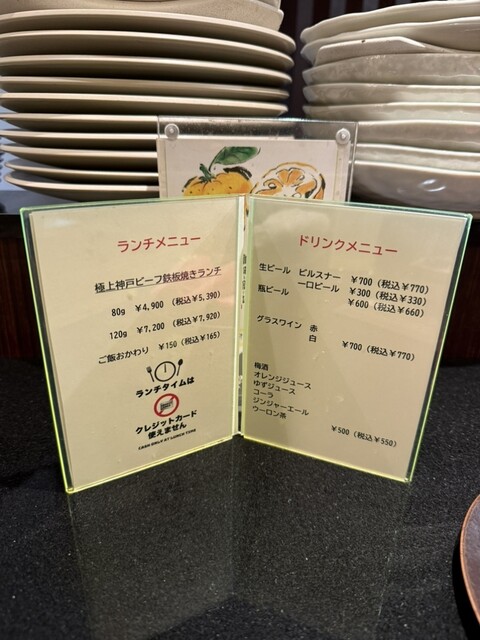 ランチメニュー
極上神戸ビーフ鉄板焼きランチ
80g ¥4,900 (税込¥5,390)
120g ¥7,200 (税込¥7,920)
ご飯おかわり ¥150(税込¥165)
ランチタイムは
クレジットカード
使えません
CASH ONLY AT LUNCH TIME
ドリンクメニュー
生ビール ピルスナー ¥700(税込¥770)
一口ビール ¥300(税込¥330)
瓶ビール ¥600(税込¥660)
グラスワイン 赤
白 ¥700(税込¥770)
梅酒
オレンジジュース
ゆずジュース
コーラ
ジンジャーエール
ウーロン茶
¥500(税込¥550)